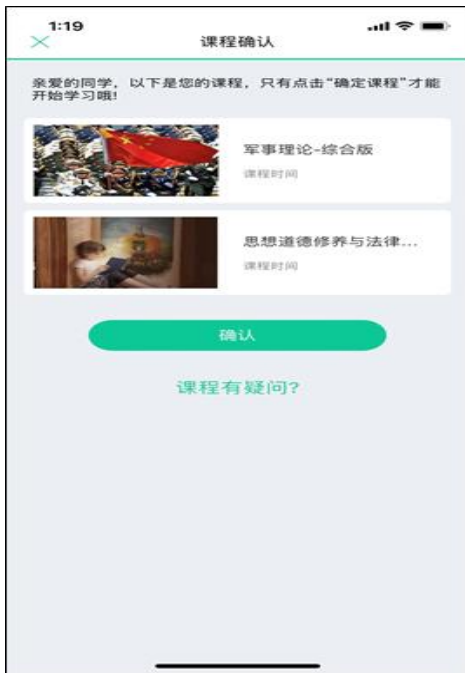 1:19
课程确认
亲爱的同学，以下是您的课程，只有点击“确定课程”才能
开始学习哦!
军事理论-综合版
课程时间
思想道德修养与法律...
课程时间
确认
课程有疑问?